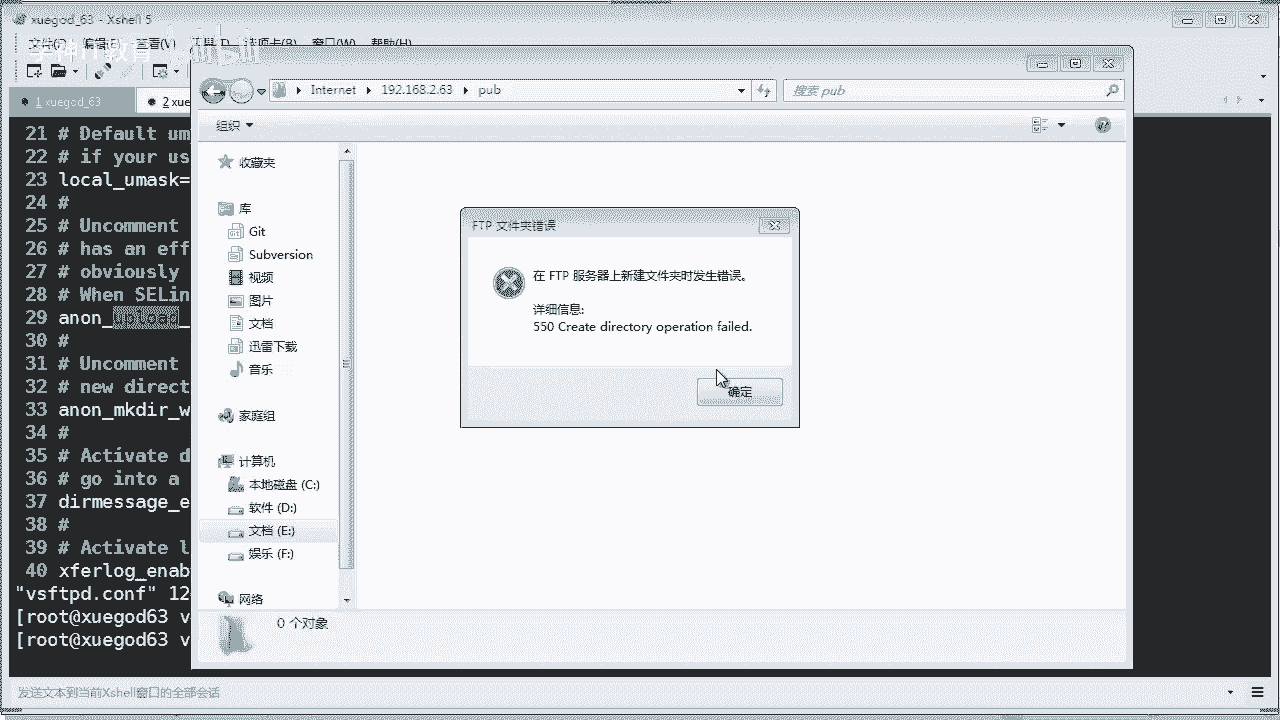 xuegod_63 - Xshell 5
文件(F) 编辑(E) 查看(V) 工具(T) 选项卡(B) 窗口(W) 帮助(H)
学神IT教育 bilibili
1 xuegod_63
2 xue
Internet 192.168.2.63 pub
搜索 pub
组织
21 # Default um
22 # if your us
23 local_umask=
24 #
25 # Uncomment
26 # has an eff
27 # obviously
28 # When SELin
29 anon_upload_
30 #
31 # Uncomment
32 # new direct
33 anon_mkdir_w
34 #
35 # Activate d
36 # go into a
37 dirmessage_e
38 #
39 # Activate l
40 xferlog_enab
"vsftpd.conf" 12
[root@xuegod63 v
[root@xuegod63 v
收藏夹
库
Git
Subversion
视频
图片
文档
迅雷下载
音乐
家庭组
计算机
本地磁盘 (C:)
软件 (D:)
文档 (E:)
娱乐 (F:)
网络
FTP 文件夹错误
在 FTP 服务器上新建文件夹时发生错误。
详细信息:
550 Create directory operation failed.
确定
0 个对象
发送文本到当前Xshell窗口的全部会话